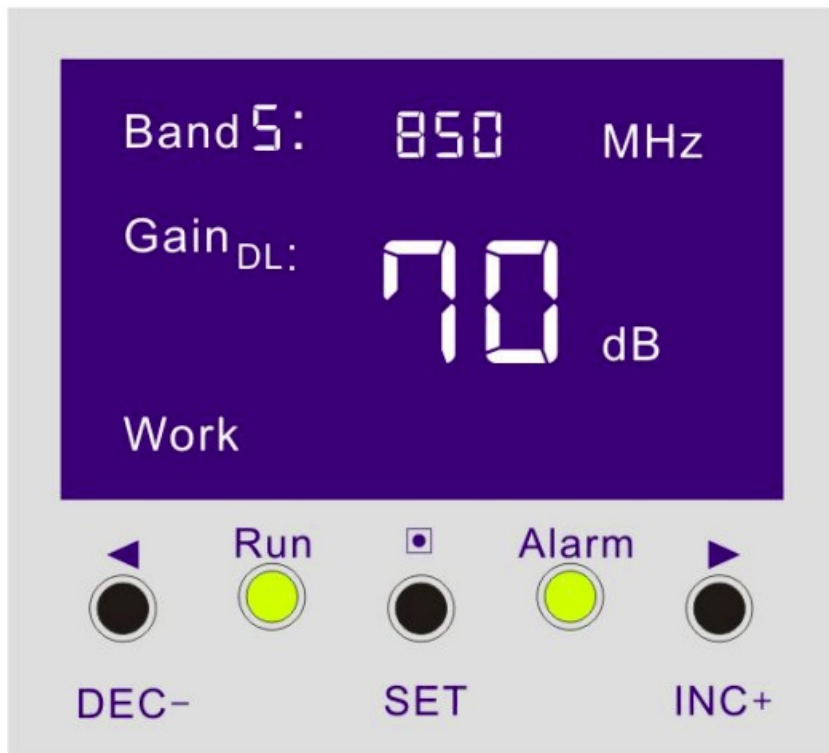 Band 5: 850 MHz
Gain DL: 70 dB
Work
Run Alarm
DEC- SET INC+